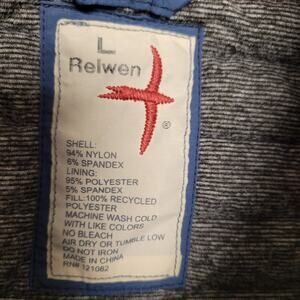 L
Relwen
®
SHELL:
94% NYLON
6% SPANDEX
LINING:
95% POLYESTER
5% SPANDEX
FILL:100% RECYCLED
POLYESTER
MACHINE WASH COLD
WITH LIKE COLORS
NO BLEACH
AIR DRY OR TUMBLE LOW
DO NOT IRON
MADE IN CHINA
RN# 121082